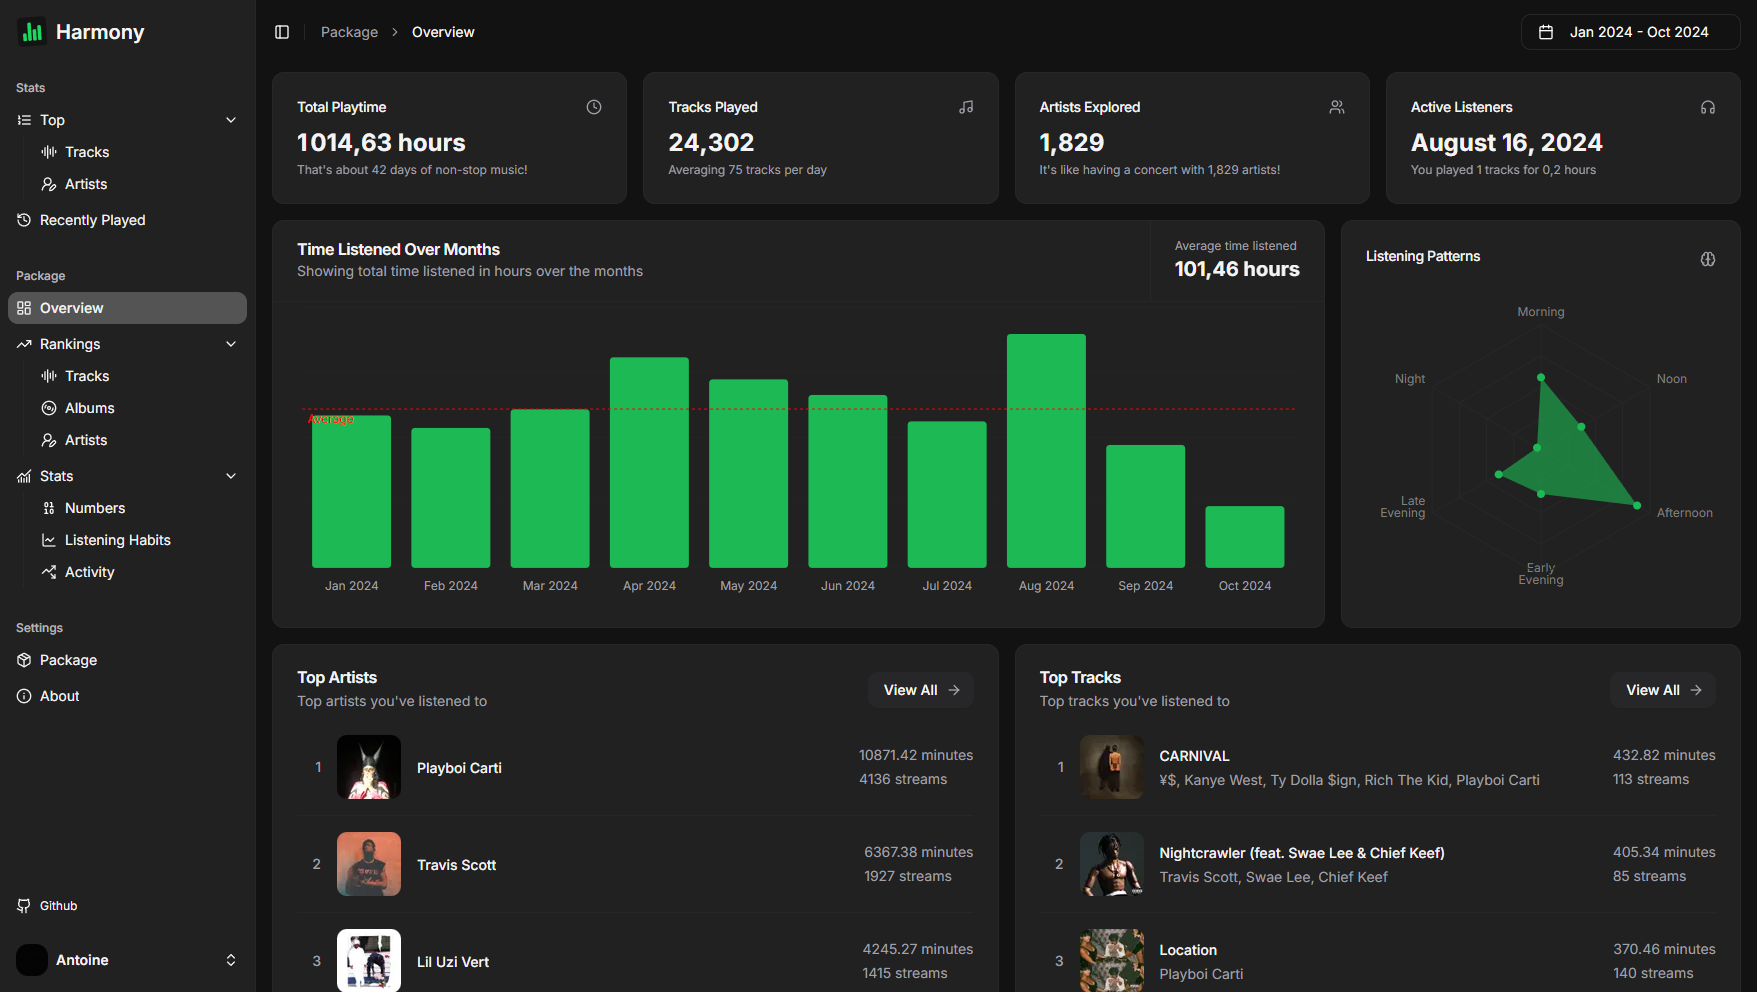 Harmony
Stats
Top
Tracks
Artists
Recently Played
Package
Overview
Rankings
Tracks
Albums
Artists
Stats
Numbers
Listening Habits
Activity
Settings
Package
About
Github
Antoine
Package > Overview
Jan 2024 - Oct 2024
Total Playtime
1014,63 hours
That's about 42 days of non-stop music!
Tracks Played
24,302
Averaging 75 tracks per day
Artists Explored
1,829
It's like having a concert with 1,829 artists!
Active Listeners
August 16, 2024
You played 1 tracks for 0,2 hours
Time Listened Over Months
Showing total time listened in hours over the months
Average time listened
101,46 hours
Average
Jan 2024
Feb 2024
Mar 2024
Apr 2024
May 2024
Jun 2024
Jul 2024
Aug 2024
Sep 2024
Oct 2024
Listening Patterns
Morning
Noon
Afternoon
Early
Evening
Late
Evening
Night
Top Artists
Top artists you've listened to
View All
1
Playboi Carti
10871.42 minutes
4136 streams
2
Travis Scott
6367.38 minutes
1927 streams
3
Lil Uzi Vert
4245.27 minutes
1415 streams
Top Tracks
Top tracks you've listened to
View All
1
CARNIVAL
¥$, Kanye West, Ty Dolla $ign, Rich The Kid, Playboi Carti
432.82 minutes
113 streams
2
Nightcrawler (feat. Swae Lee & Chief Keef)
Travis Scott, Swae Lee, Chief Keef
405.34 minutes
85 streams
3
Location
Playboi Carti
370.46 minutes
140 streams